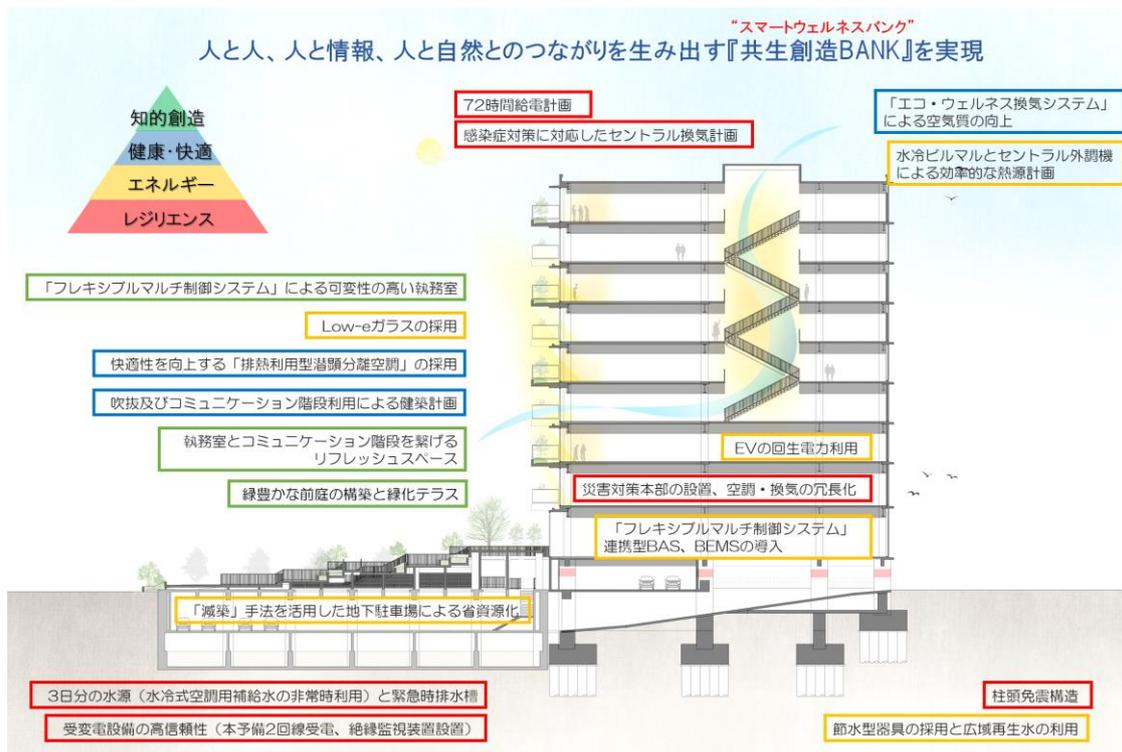 “スマートウェルネスバンク”
人と人、人と情報、人と自然とのつながりを生み出す『共生創造BANK』を実現
知的創造
健康・快適
エネルギー
レジリエンス
72時間給電計画
感染症対策に対応したセントラル換気計画
「エコ・ウェルネス換気システム」
による空気質の向上
水冷ビルマルとセントラル外調機
による効率的な熱源計画
「フレキシブルマルチ制御システム」による可変性の高い執務室
Low-eガラスの採用
快適性を向上する「排熱利用型潜顕分離空調」の採用
吹抜及びコミュニケーション階段利用による健築計画
執務室とコミュニケーション階段を繋げる
リフレッシュスペース
緑豊かな前庭の構築と緑化テラス
EVの回生電力利用
災害対策本部の設置、空調・換気の冗長化
「フレキシブルマルチ制御システム」
連携型BAS、BEMSの導入
「減築」手法を活用した地下駐車場による省資源化
3日分の水源（水冷式空調用補給水の非常時利用）と緊急時排水槽
受変電設備の高信頼性（本予備2回線受電、絶縁監視装置設置）
柱頭免震構造
節水型器具の採用と広域再生水の利用